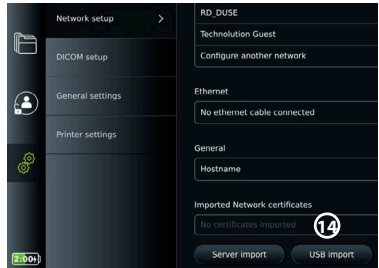 Network setup
>
DICOM setup
General settings
Printer settings
RD_DUSE
Technolution Guest
Configure another network
Ethernet
No ethernet cable connected
General
Hostname
Imported Network certificates
No certificates imported
14
Server import
USB import
2:00+